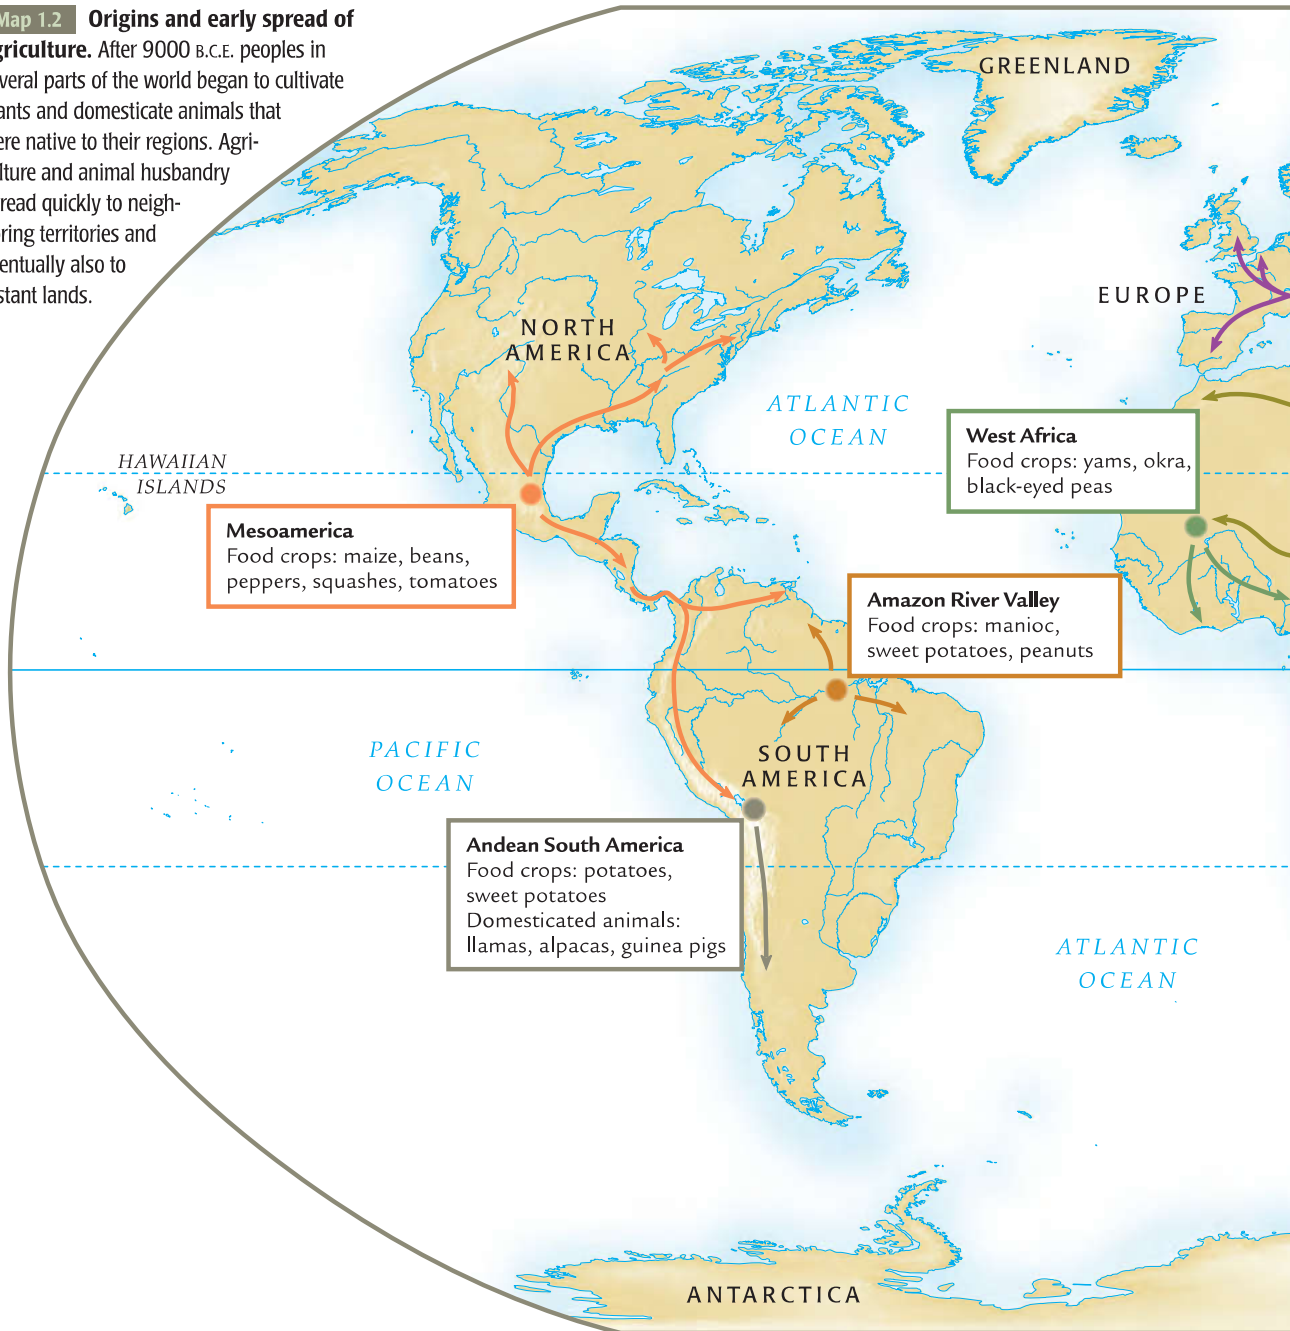 Map 1.2 Origins and early spread of
griculture. After 9000 B.C.E. peoples in
veral parts of the world began to cultivate
ants and domesticate animals that
ere native to their regions. Agri-
lture and animal husbandry
read quickly to neigh-
oring territories and
entually also to
stant lands.
GREENLAND
EUROPE
NORTH
AMERICA
ATLANTIC
OCEAN
West Africa
Food crops: yams, okra,
black-eyed peas
HAWAIIAN
ISLANDS
Mesoamerica
Food crops: maize, beans,
peppers, squashes, tomatoes
Amazon River Valley
Food crops: manioc,
sweet potatoes, peanuts
PACIFIC
OCEAN
SOUTH
AMERICA
Andean South America
Food crops: potatoes,
sweet potatoes
Domesticated animals:
llamas, alpacas, guinea pigs
ATLANTIC
OCEAN
ANTARCTICA